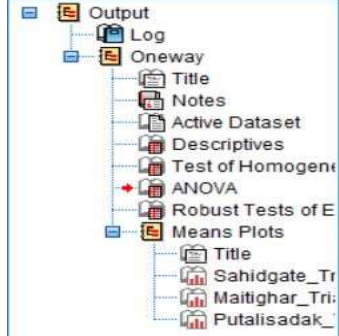 Output
Log
Oneway
Title
Notes
Active Dataset
Descriptives
Test of Homogene
ANOVA
Robust Tests of E
Means Plots
Title
Sahidgate_Tr
Maitighar_Tri
Putalisadak_